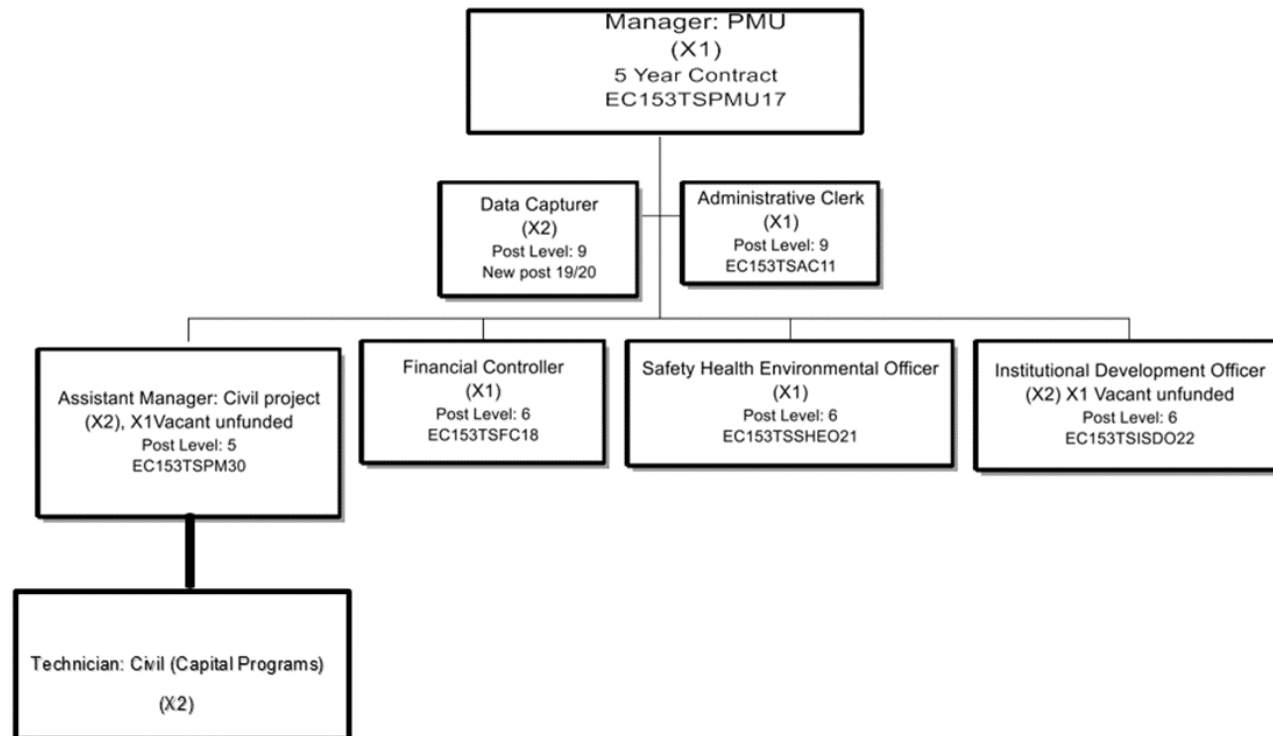 Manager: PMU
(X1)
5 Year Contract
EC153TSPMU17
Data Capturer
(X2)
Post Level: 9
New post 19/20
Administrative Clerk
(X1)
Post Level: 9
EC153TSAC11
Assistant Manager: Civil project
(X2), X1Vacant unfunded
Post Level: 5
EC153TSPM30
Financial Controller
(X1)
Post Level: 6
EC153TSFC18
Safety Health Environmental Officer
(X1)
Post Level: 6
EC153TSSHEO21
Institutional Development Officer
(X2) X1 Vacant unfunded
Post Level: 6
EC153TSISDO22
Technician: Civil (Capital Programs)
(X2)